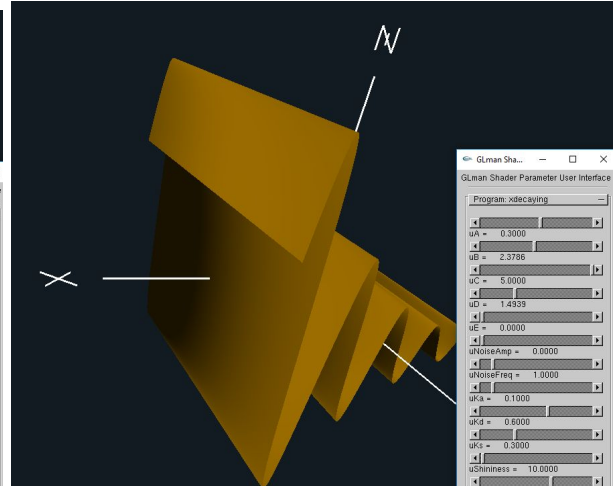 X
GLman Sha...
GLman Shader Parameter User Interface
Program: xdecaying
uA = 0.3000
uB = 2.3786
uC = 5.0000
uD = 1.4939
uE = 0.0000
uNoiseAmp = 0.0000
uNoiseFreq = 1.0000
uKa = 0.1000
uKd = 0.6000
uKs = 0.3000
uShininess = 10.0000